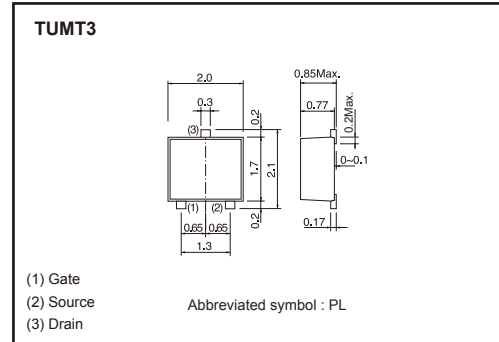 TUMT3
2.0
0.85Max.
0.3
0.77
0.2
0.2Max.
(3)
1.7
2.1
0~0.1
(1) (2)
0.2
0.17
0.65 0.65
1.3
(1) Gate
(2) Source
(3) Drain
Abbreviated symbol : PL